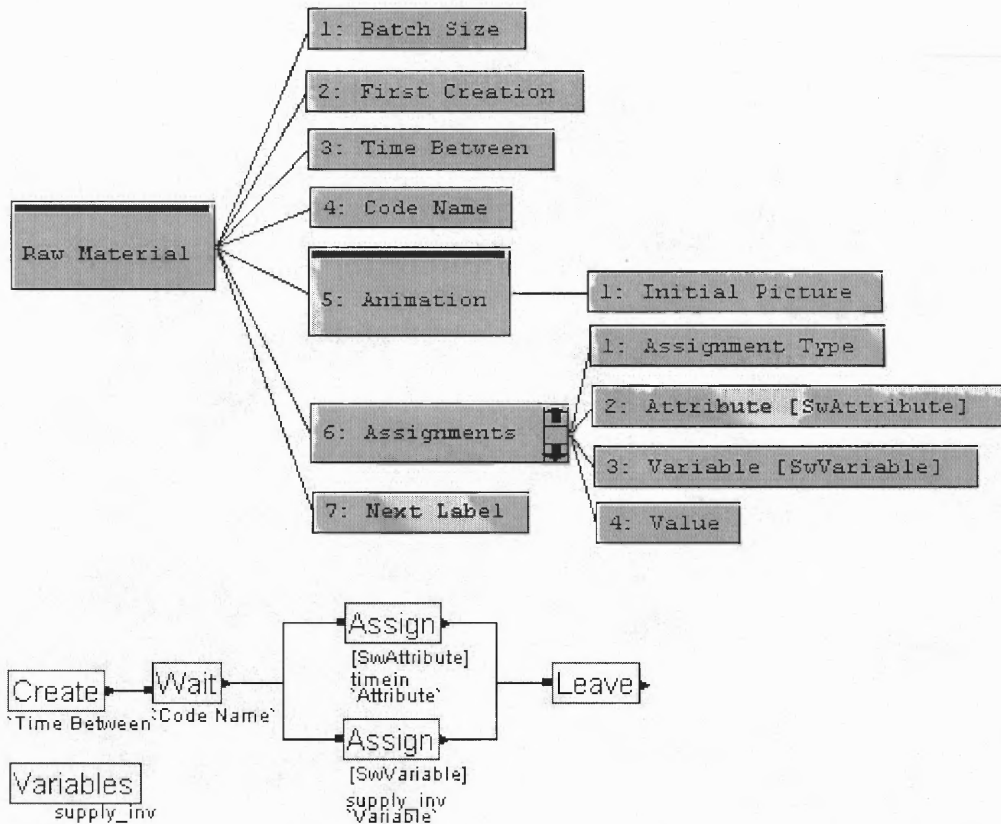 1: Batch Size
2: First Creation
3: Time Between
4: Code Name
Raw Material
5: Animation
1: Initial Picture
1: Assignment Type
2: Attribute [SwAttribute]
6: Assignments
3: Variable [SwVariable]
7: Next Label
4: Value
Assign
[SwAttribute]
timein
`Attribute`
Create
`Time Between`
Wait
`Code Name`
Leave
Assign
[SwVariable]
supply_inv
`Variable`
Variables
supply_inv